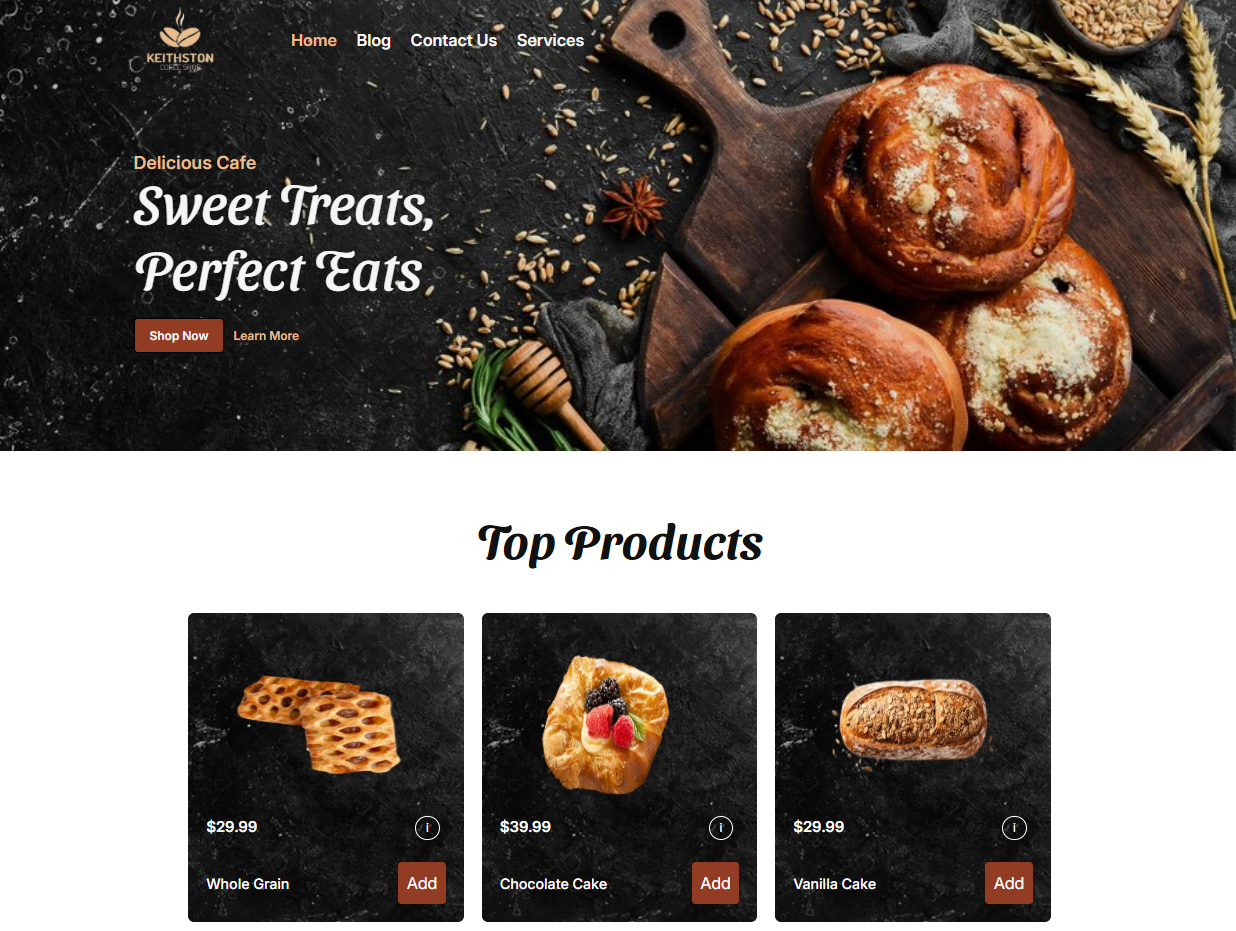 KEITHSTON
COFFEE SHOP
Home Blog Contact Us Services
Delicious Cafe
Sweet Treats,
Perfect Eats
Shop Now Learn More
Top Products
$29.99 i
Whole Grain Add
$39.99 i
Chocolate Cake Add
$29.99 i
Vanilla Cake Add